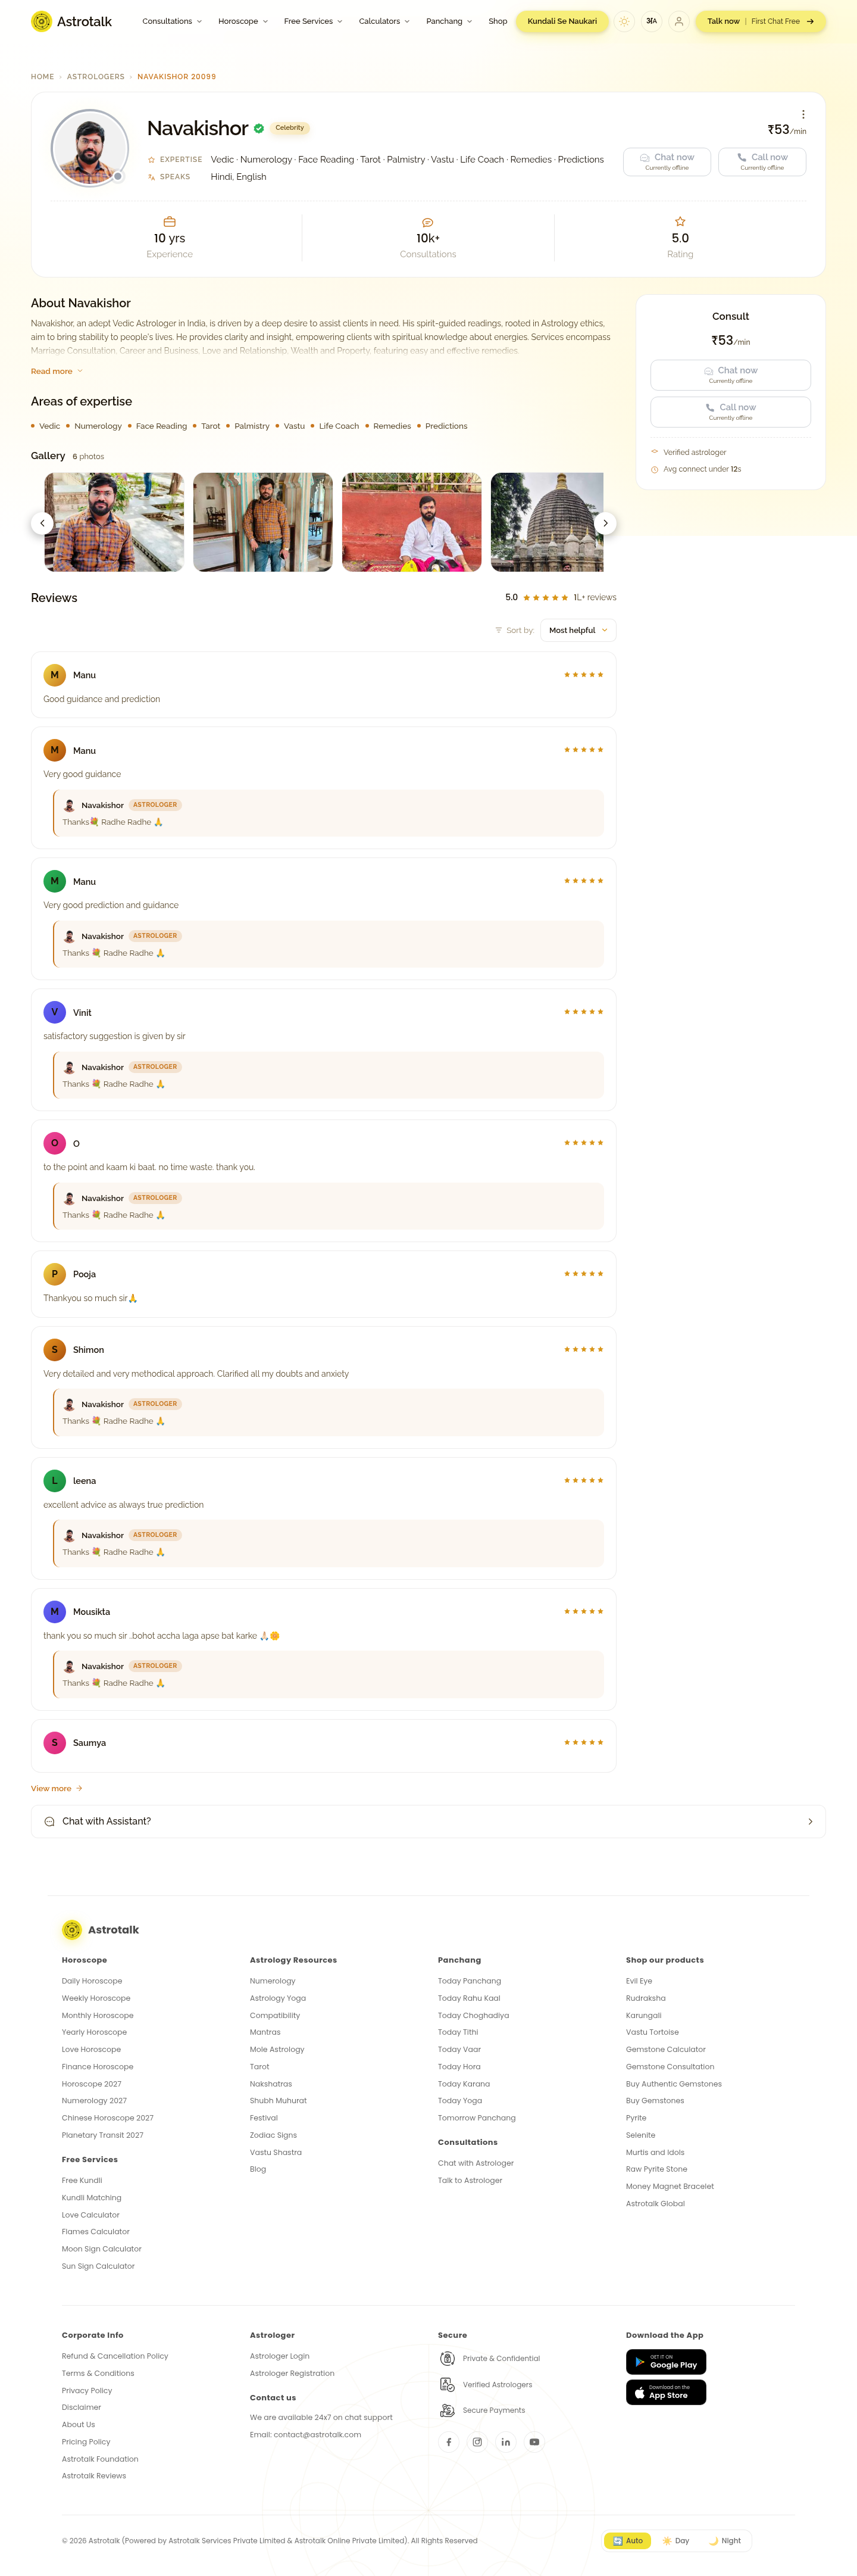 Astrotalk
Consultations
Horoscope
Free Services
Calculators
Panchang
Shop
Kundali Se Naukari
Talk now | First Chat Free
HOME > ASTROLOGERS > NAVAKISHOR 20099
Navakishor
Celebrity
₹53/min
EXPERTISE Vedic · Numerology · Face Reading · Tarot · Palmistry · Vastu · Life Coach · Remedies · Predictions
SPEAKS Hindi, English
Chat now
Currently offline
Call now
Currently offline
10 yrs
Experience
10k+
Consultations
5.0
Rating
About Navakishor
Navakishor, an adept Vedic Astrologer in India, is driven by a deep desire to assist clients in need. His spirit-guided readings, rooted in Astrology ethics,
aim to bring stability to people's lives. He provides clarity and insight, empowering clients with spiritual knowledge about energies. Services encompass
Marriage Consultation, Career and Business, Love and Relationship, Wealth and Property, featuring easy and effective remedies.
Read more
Areas of expertise
Vedic
Numerology
Face Reading
Tarot
Palmistry
Vastu
Life Coach
Remedies
Predictions
Gallery 6 photos
Consult
₹53/min
Chat now
Currently offline
Call now
Currently offline
Verified astrologer
Avg connect under 12s
Reviews
5.0 ★★★★★ 1L+ reviews
Sort by: Most helpful
M Manu ★★★★★
Good guidance and prediction
M Manu ★★★★★
Very good guidance
Navakishor ASTROLOGER
Thanks💐 Radhe Radhe 🙏
M Manu ★★★★★
Very good prediction and guidance
Navakishor ASTROLOGER
Thanks 💐 Radhe Radhe 🙏
V Vinit ★★★★★
satisfactory suggestion is given by sir
Navakishor ASTROLOGER
Thanks 💐 Radhe Radhe 🙏
O O ★★★★★
to the point and kaam ki baat. no time waste. thank you.
Navakishor ASTROLOGER
Thanks 💐 Radhe Radhe 🙏
P Pooja ★★★★★
Thankyou so much sir🙏
S Shimon ★★★★★
Very detailed and very methodical approach. Clarified all my doubts and anxiety
Navakishor ASTROLOGER
Thanks 💐 Radhe Radhe 🙏
L leena ★★★★★
excellent advice as always true prediction
Navakishor ASTROLOGER
Thanks 💐 Radhe Radhe 🙏
M Mousikta ★★★★★
thank you so much sir ..bohot accha laga apse bat karke 🙏🏼🌼
Navakishor ASTROLOGER
Thanks 💐 Radhe Radhe 🙏
S Saumya ★★★★★
View more
Chat with Assistant?
Astrotalk
Horoscope
Daily Horoscope
Weekly Horoscope
Monthly Horoscope
Yearly Horoscope
Love Horoscope
Finance Horoscope
Horoscope 2027
Numerology 2027
Chinese Horoscope 2027
Planetary Transit 2027
Free Services
Free Kundli
Kundli Matching
Love Calculator
Flames Calculator
Moon Sign Calculator
Sun Sign Calculator
Astrology Resources
Numerology
Astrology Yoga
Compatibility
Mantras
Mole Astrology
Tarot
Nakshatras
Shubh Muhurat
Festival
Zodiac Signs
Vastu Shastra
Blog
Panchang
Today Panchang
Today Rahu Kaal
Today Choghadiya
Today Tithi
Today Vaar
Today Hora
Today Karana
Today Yoga
Tomorrow Panchang
Consultations
Chat with Astrologer
Talk to Astrologer
Shop our products
Evil Eye
Rudraksha
Karungali
Vastu Tortoise
Gemstone Calculator
Gemstone Consultation
Buy Authentic Gemstones
Buy Gemstones
Pyrite
Selenite
Murtis and Idols
Raw Pyrite Stone
Money Magnet Bracelet
Astrotalk Global
Corporate Info
Refund & Cancellation Policy
Terms & Conditions
Privacy Policy
Disclaimer
About Us
Pricing Policy
Astrotalk Foundation
Astrotalk Reviews
Astrologer
Astrologer Login
Astrologer Registration
Contact us
We are available 24x7 on chat support
Email: contact@astrotalk.com
Secure
Private & Confidential
Verified Astrologers
Secure Payments
Download the App
GET IT ON
Google Play
Download on the
App Store
© 2026 Astrotalk (Powered by Astrotalk Services Private Limited & Astrotalk Online Private Limited). All Rights Reserved
🔄 Auto
☀️ Day
🌙 Night